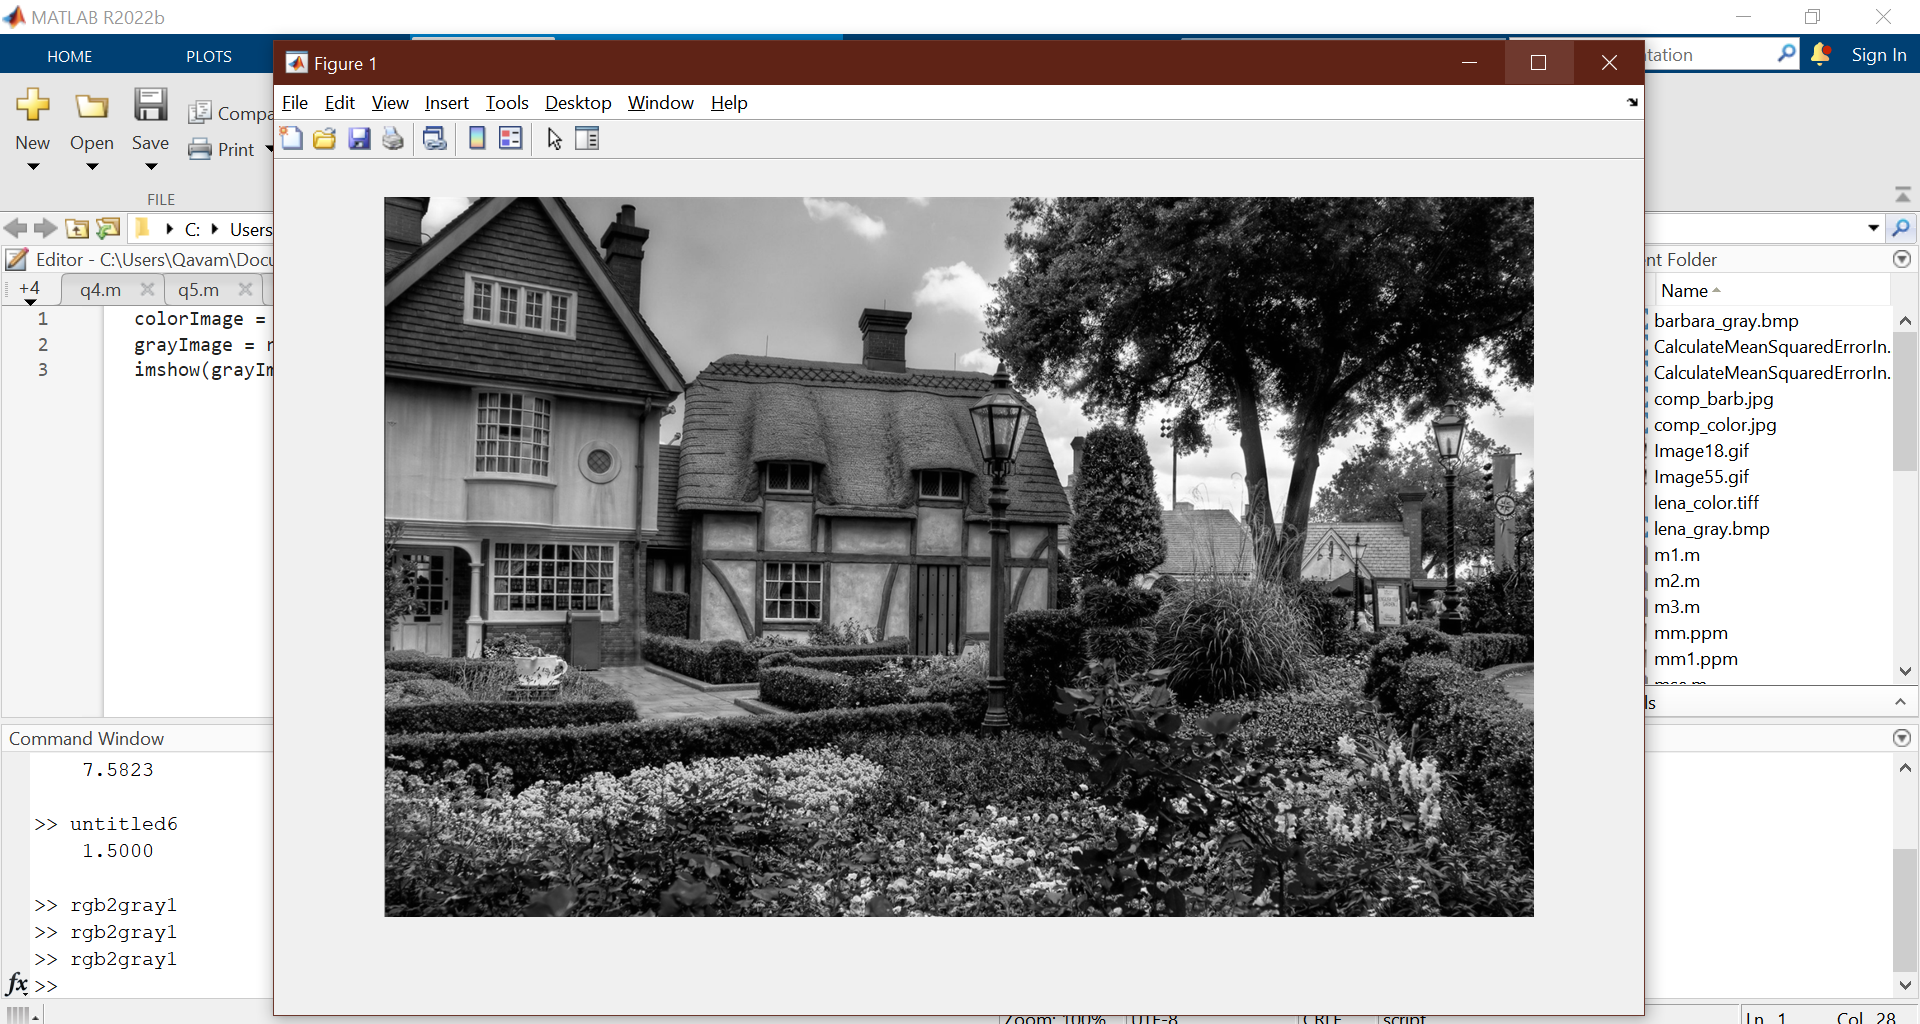 MATLAB R2022b
HOME
PLOTS
Sign In
New
Open
Save
Print
FILE
C:
Users
Editor - C:\Users\Qavam\Docu
+4
q4.m
q5.m
1 colorImage =
2 grayImage =
3 imshow(grayIm
Command Window
7.5823
>> untitled6
1.5000
>> rgb2gray1
>> rgb2gray1
>> rgb2gray1
fx >>
Figure 1
File Edit View Insert Tools Desktop Window Help
Folder
Name
barbara_gray.bmp
CalculateMeanSquaredErrorIn.
CalculateMeanSquaredErrorIn.
comp_barb.jpg
comp_color.jpg
Image18.gif
Image55.gif
lena_color.tiff
lena_gray.bmp
m1.m
m2.m
m3.m
mm.ppm
mm1.ppm
Zoom: 100%
UTF-8
CRLF
script
Ln 1
Col 28